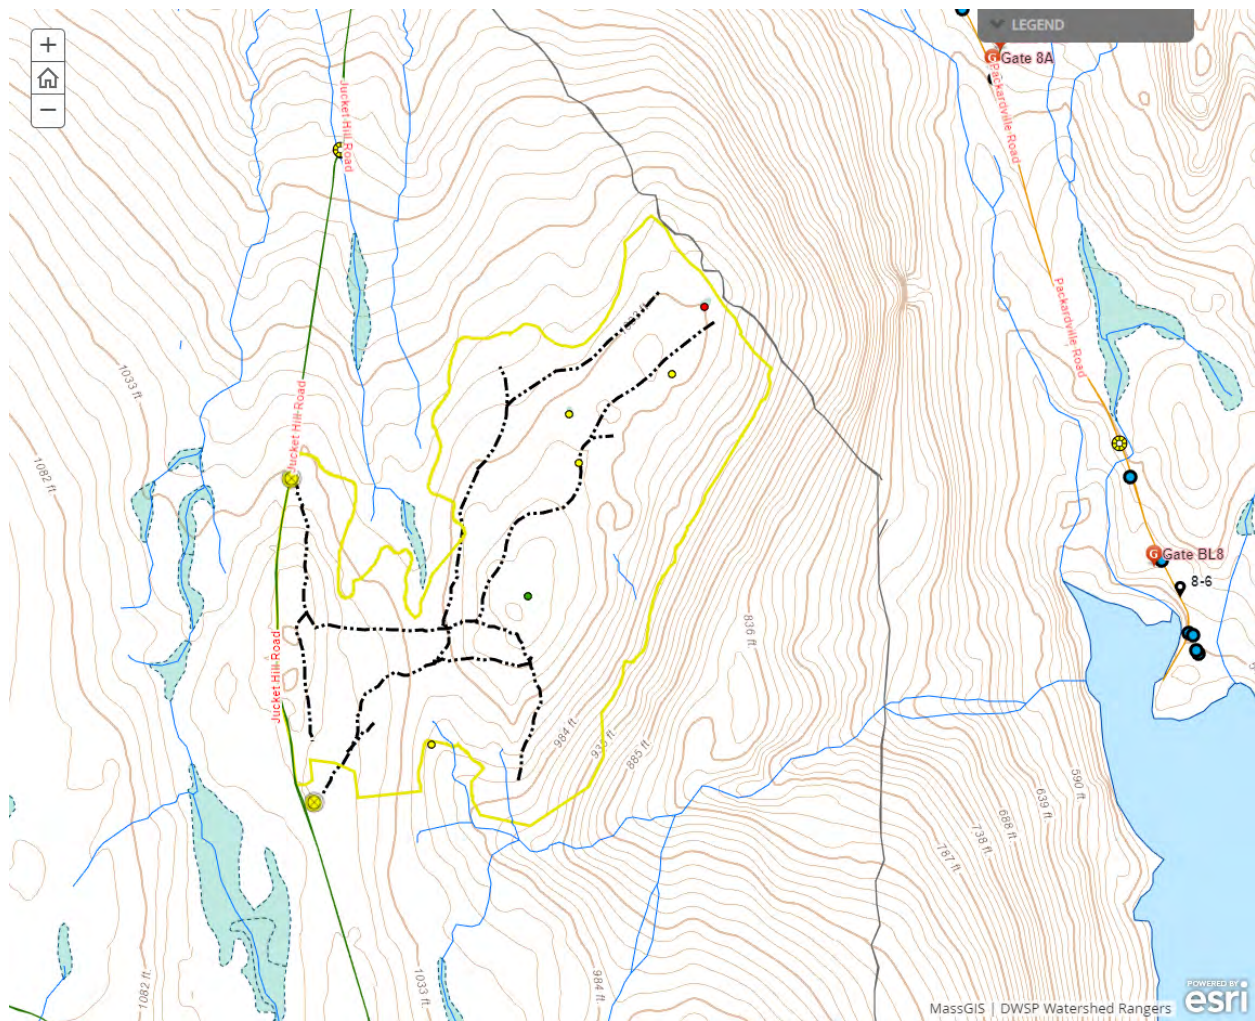 LEGEND
Gate 8A
Packardville Road
Jucket Hill Road
Packardville Road
1033 ft.
Jucket Hill Road
1082 ft.
Gate BL8
8-6
836 ft.
Jucket Hill Road
984 ft.
935 ft.
885 ft.
590 ft.
639 ft.
688 ft.
738 ft.
787 ft.
1082 ft.
1033 ft.
984 ft.
MassGIS | DWSP Watershed Rangers
POWERED BY
esri